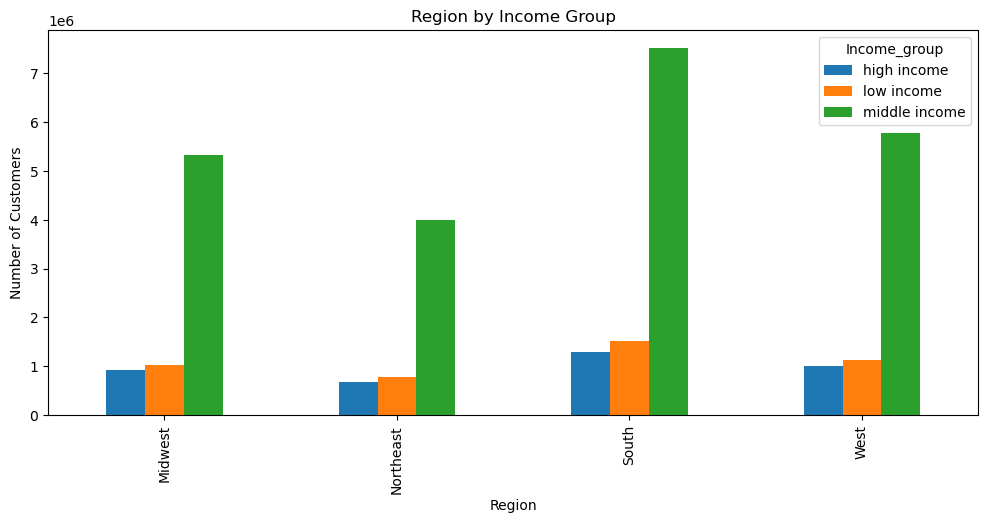 Region by Income Group
1e6
Number of Customers
7
6
5
4
3
2
1
0
Income_group
high income
low income
middle income
Midwest
Northeast
South
West
Region